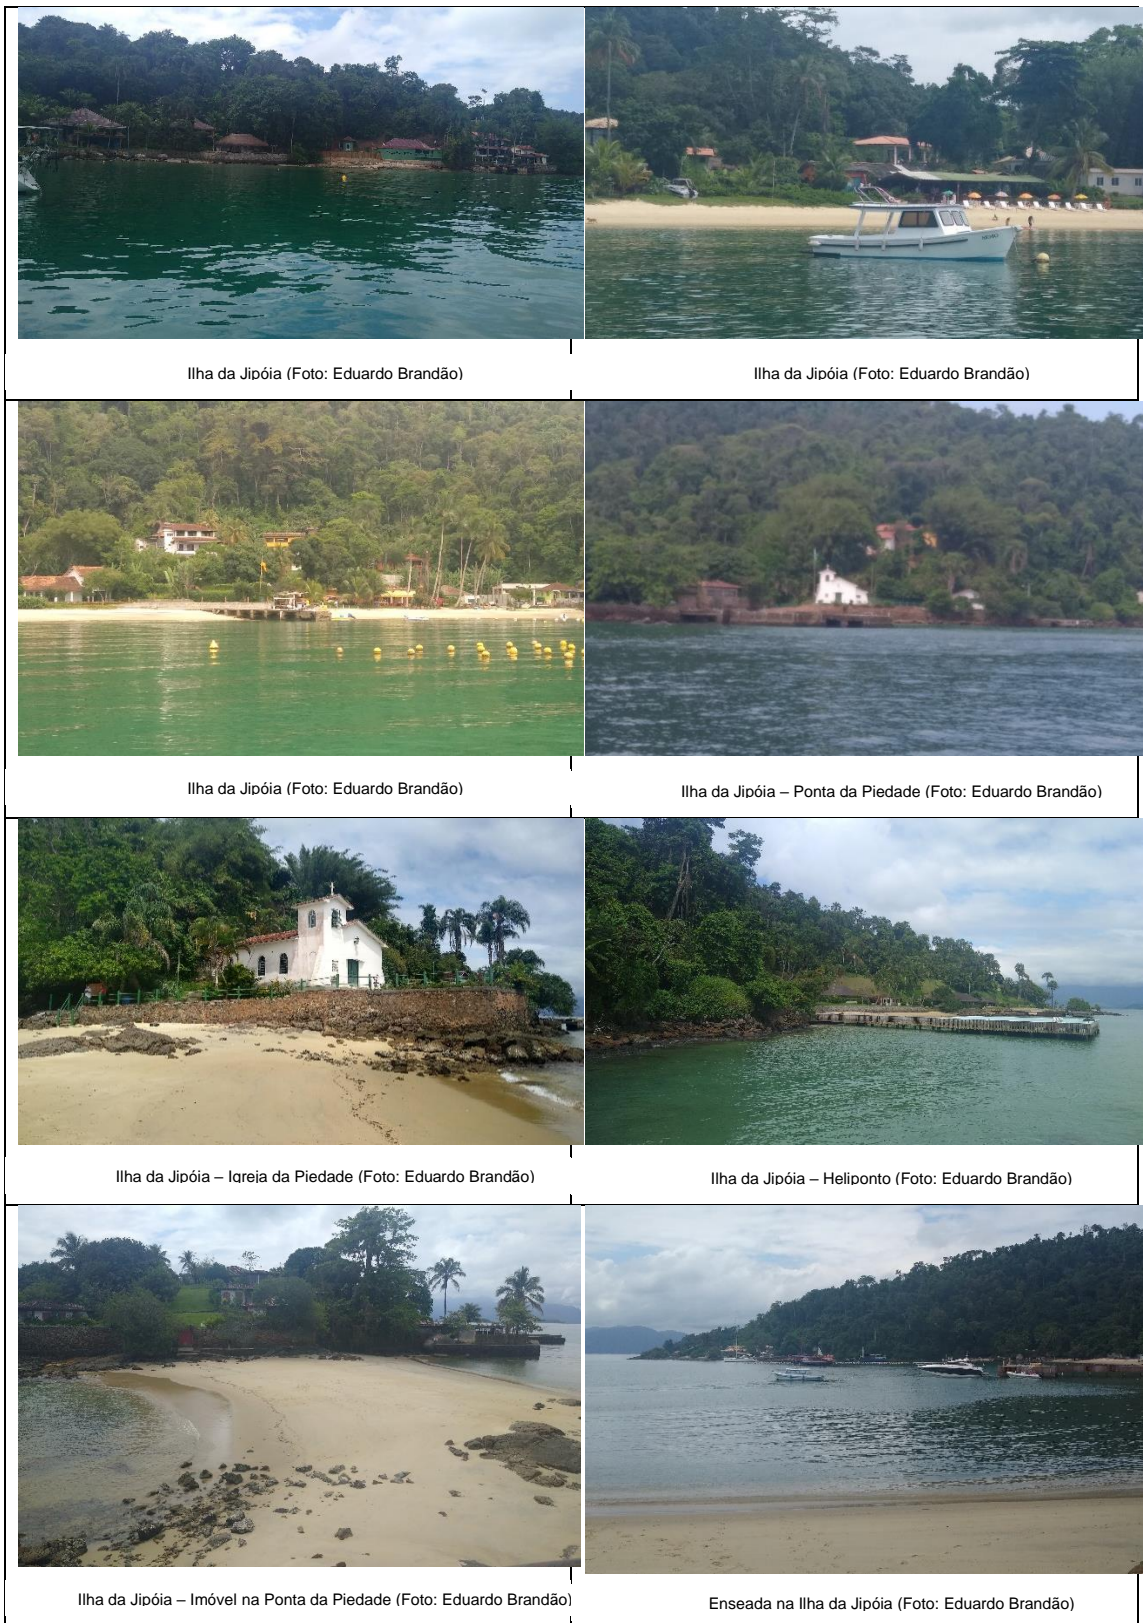 Ilha da Jipóia (Foto: Eduardo Brandão)
Ilha da Jipóia (Foto: Eduardo Brandão)
Ilha da Jipóia (Foto: Eduardo Brandão)
Ilha da Jipóia – Ponta da Piedade (Foto: Eduardo Brandão)
Ilha da Jipóia – Igreja da Piedade (Foto: Eduardo Brandão)
Ilha da Jipóia – Heliponto (Foto: Eduardo Brandão)
Ilha da Jipóia – Imóvel na Ponta da Piedade (Foto: Eduardo Brandão)
Enseada na Ilha da Jipóia (Foto: Eduardo Brandão)